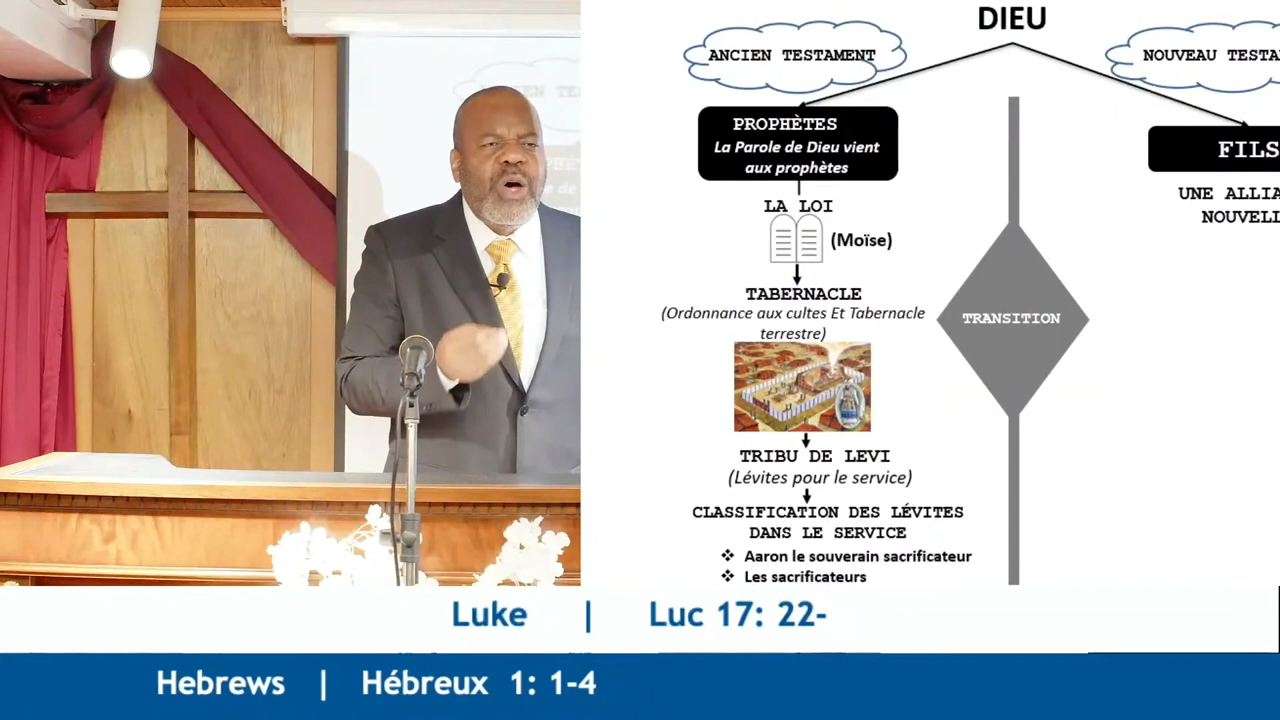 DIEU
ANCIEN TESTAMENT
NOUVEAU TESTA
PROPHÈTES
La Parole de Dieu vient
aux prophètes
FILS
UNE ALLIA
NOUVELL
LA LOI
(Moïse)
TABERNACLE
(Ordonnance aux cultes Et Tabernacle
terrestre)
TRANSITION
TRIBU DE LEVI
(Lévites pour le service)
CLASSIFICATION DES LÉVITES
DANS LE SERVICE
❖ Aaron le souverain sacrificateur
❖ Les sacrificateurs
Luke | Luc 17: 22-
Hebrews | Hébreux 1: 1-4